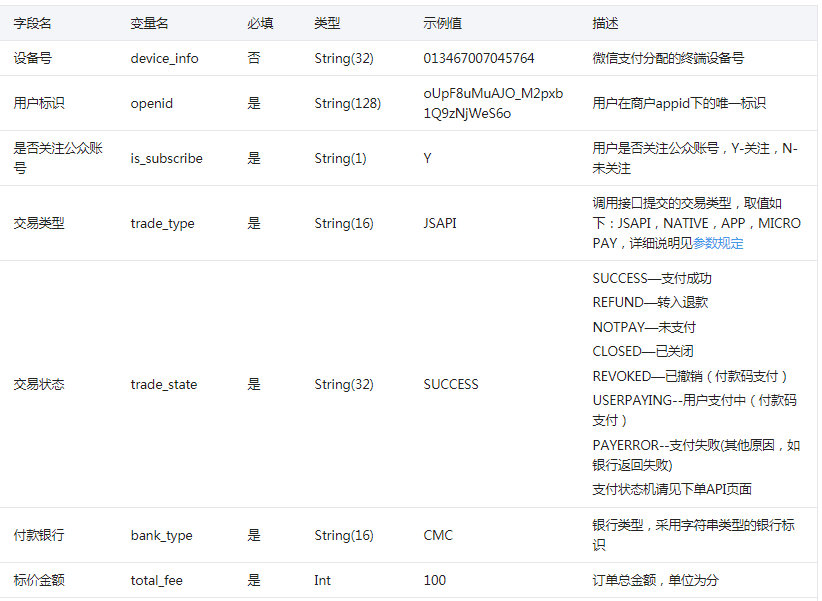 字段名 变量名 必填 类型 示例值 描述
设备号 device_info 否 String(32) 013467007045764 微信支付分配的终端设备号
用户标识 openid 是 String(128) oUpF8uMuAJO_M2pxb
1Q9zNjWeS6o 用户在商户appid下的唯一标识
是否关注公众账
号 is_subscribe 是 String(1) Y 用户是否关注公众账号，Y-关注，N-
未关注
交易类型 trade_type 是 String(16) JSAPI 调用接口提交的交易类型，取值如
下：JSAPI，NATIVE，APP，MICRO
PAY，详细说明见参数规定
交易状态 trade_state 是 String(32) SUCCESS SUCCESS—支付成功
REFUND—转入退款
NOTPAY—未支付
CLOSED—已关闭
REVOKED—已撤销（付款码支付）
USERPAYING--用户支付中（付款码
支付）
PAYERROR--支付失败(其他原因，如
银行返回失败)
支付状态机请见下单API页面
付款银行 bank_type 是 String(16) CMC 银行类型，采用字符串类型的银行标
识
标价金额 total_fee 是 Int 100 订单总金额，单位为分